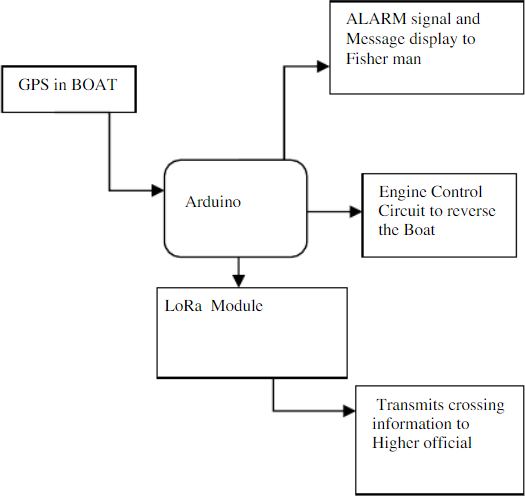 ALARM signal and
Message display to
Fisher man
GPS in BOAT
Arduino
Engine Control
Circuit to reverse
the Boat
LoRa Module
Transmits crossing
information to
Higher official